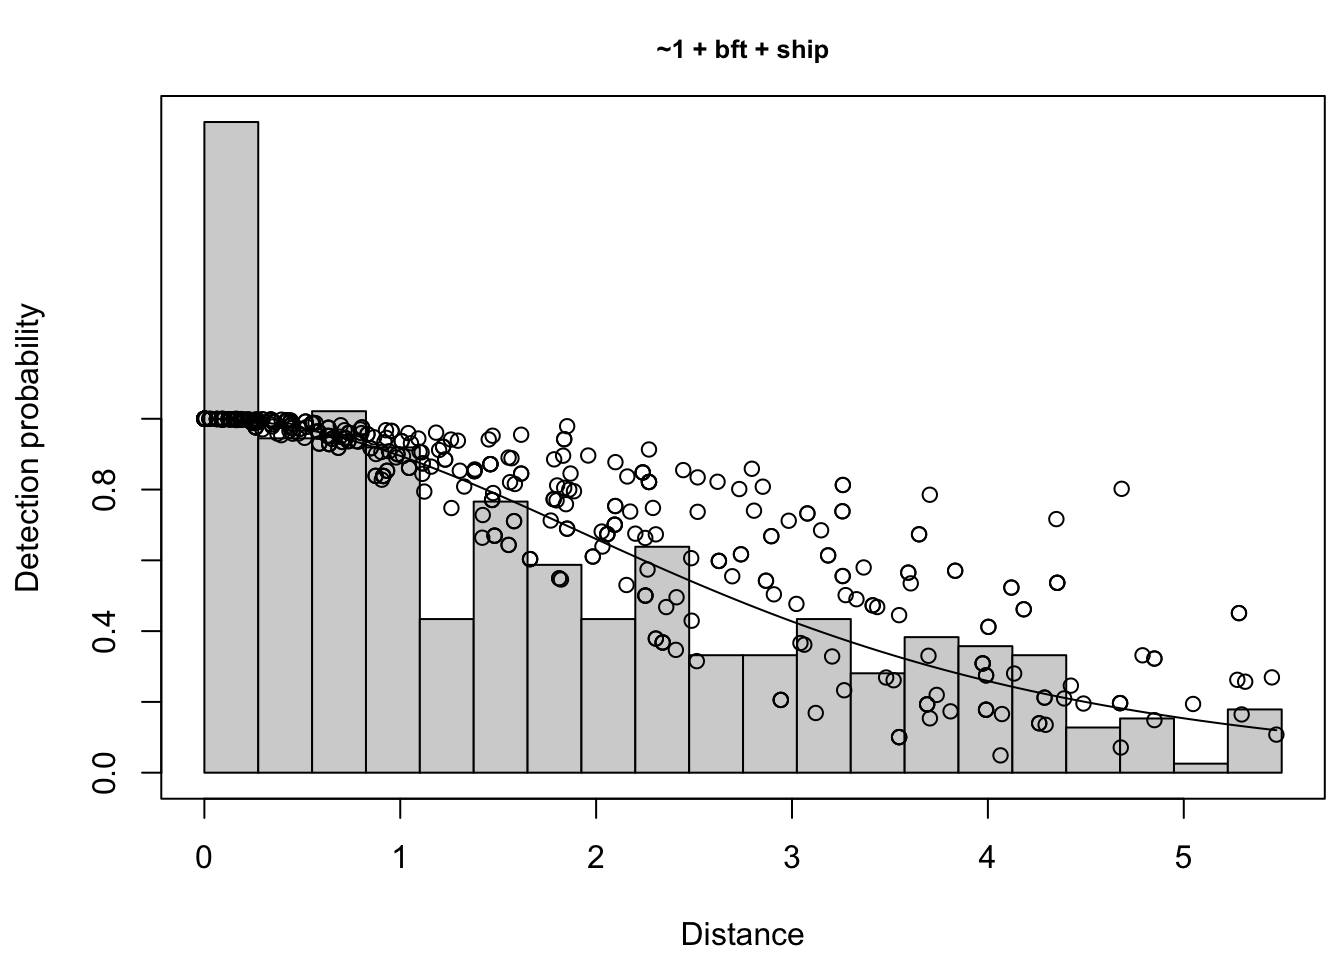 ~1 + bft + ship
Detection probability
0.8
0.4
0.0
0 1 2 3 4 5
Distance